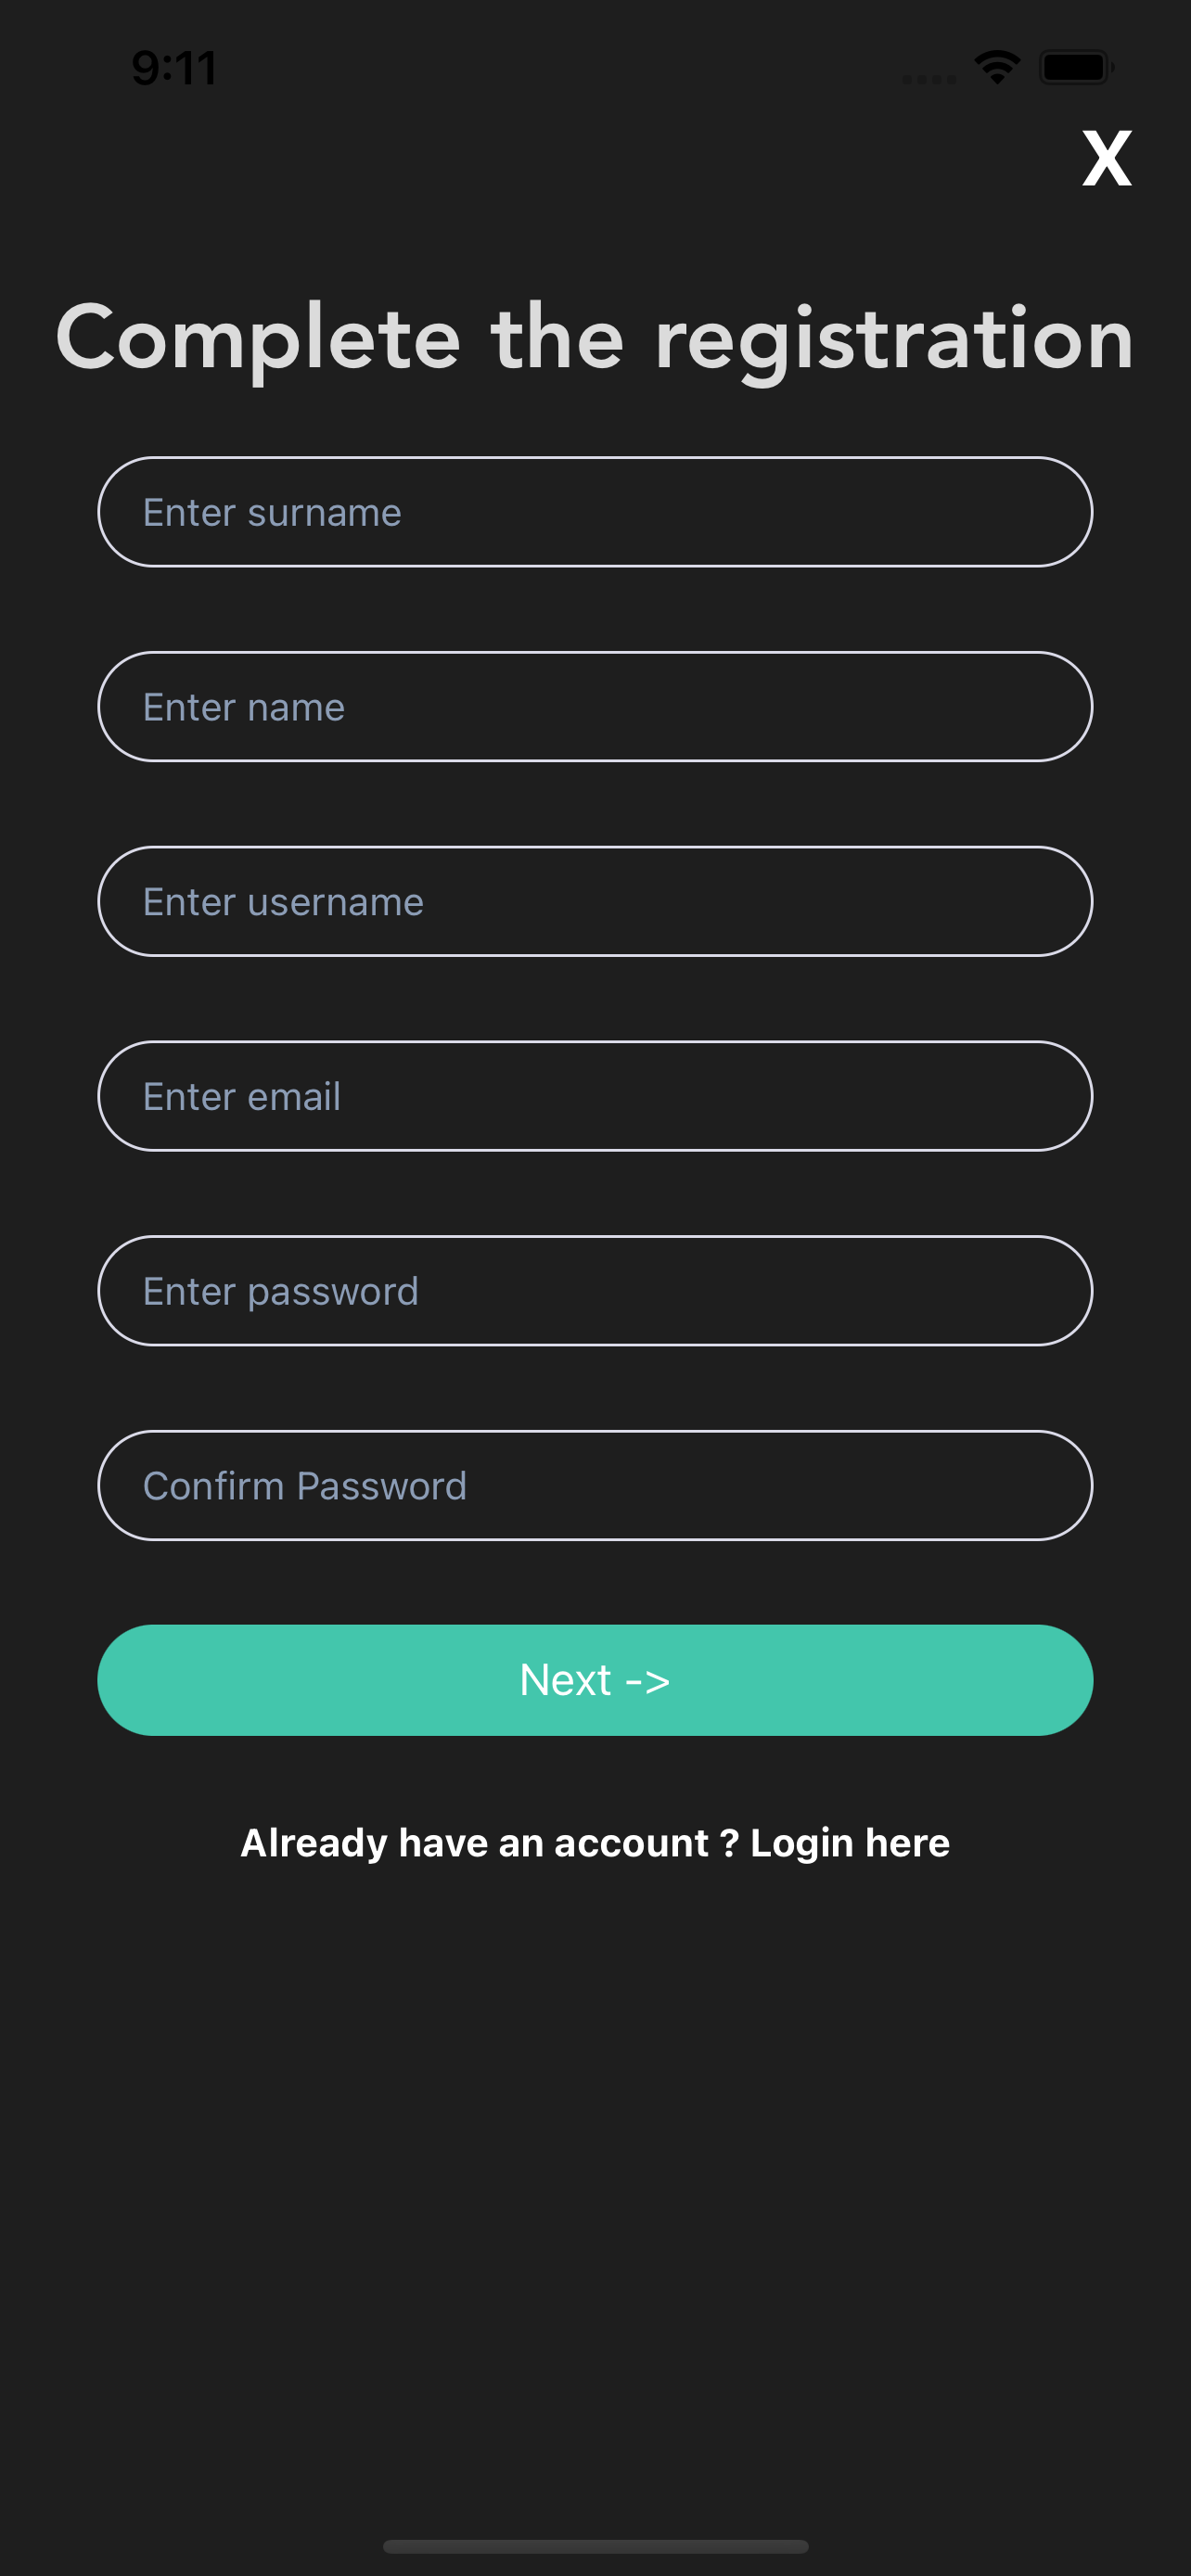 9:11
X
Complete the registration
Enter surname
Enter name
Enter username
Enter email
Enter password
Confirm Password
Next ->
Already have an account ? Login here